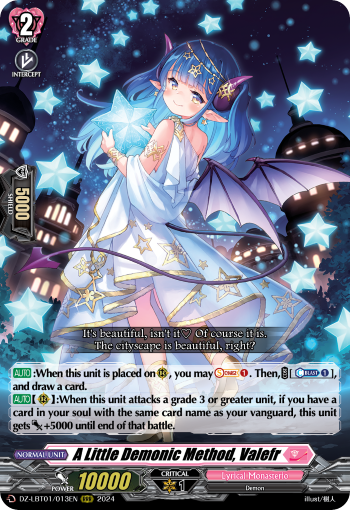 2
GRADE
INTERCEPT
5000
SHIELD
It's beautiful, isn't it♡ Of course it is.
The cityscape is beautiful, right?
AUTO:When this unit is placed on , you may 1. Then, [ BLAST 1],
and draw a card.
AUTO【 】:When this unit attacks a grade 3 or greater unit, if you have a
card in your soul with the same card name as your vanguard, this unit
gets +5000 until end of that battle.
NORMAL UNIT A Little Demonic Method, Valefr
POWER 10000 CRITICAL 1 Lyrical Monasterio
Demon
DZ-LBT01/013EN RRR 2024 illust/樹人